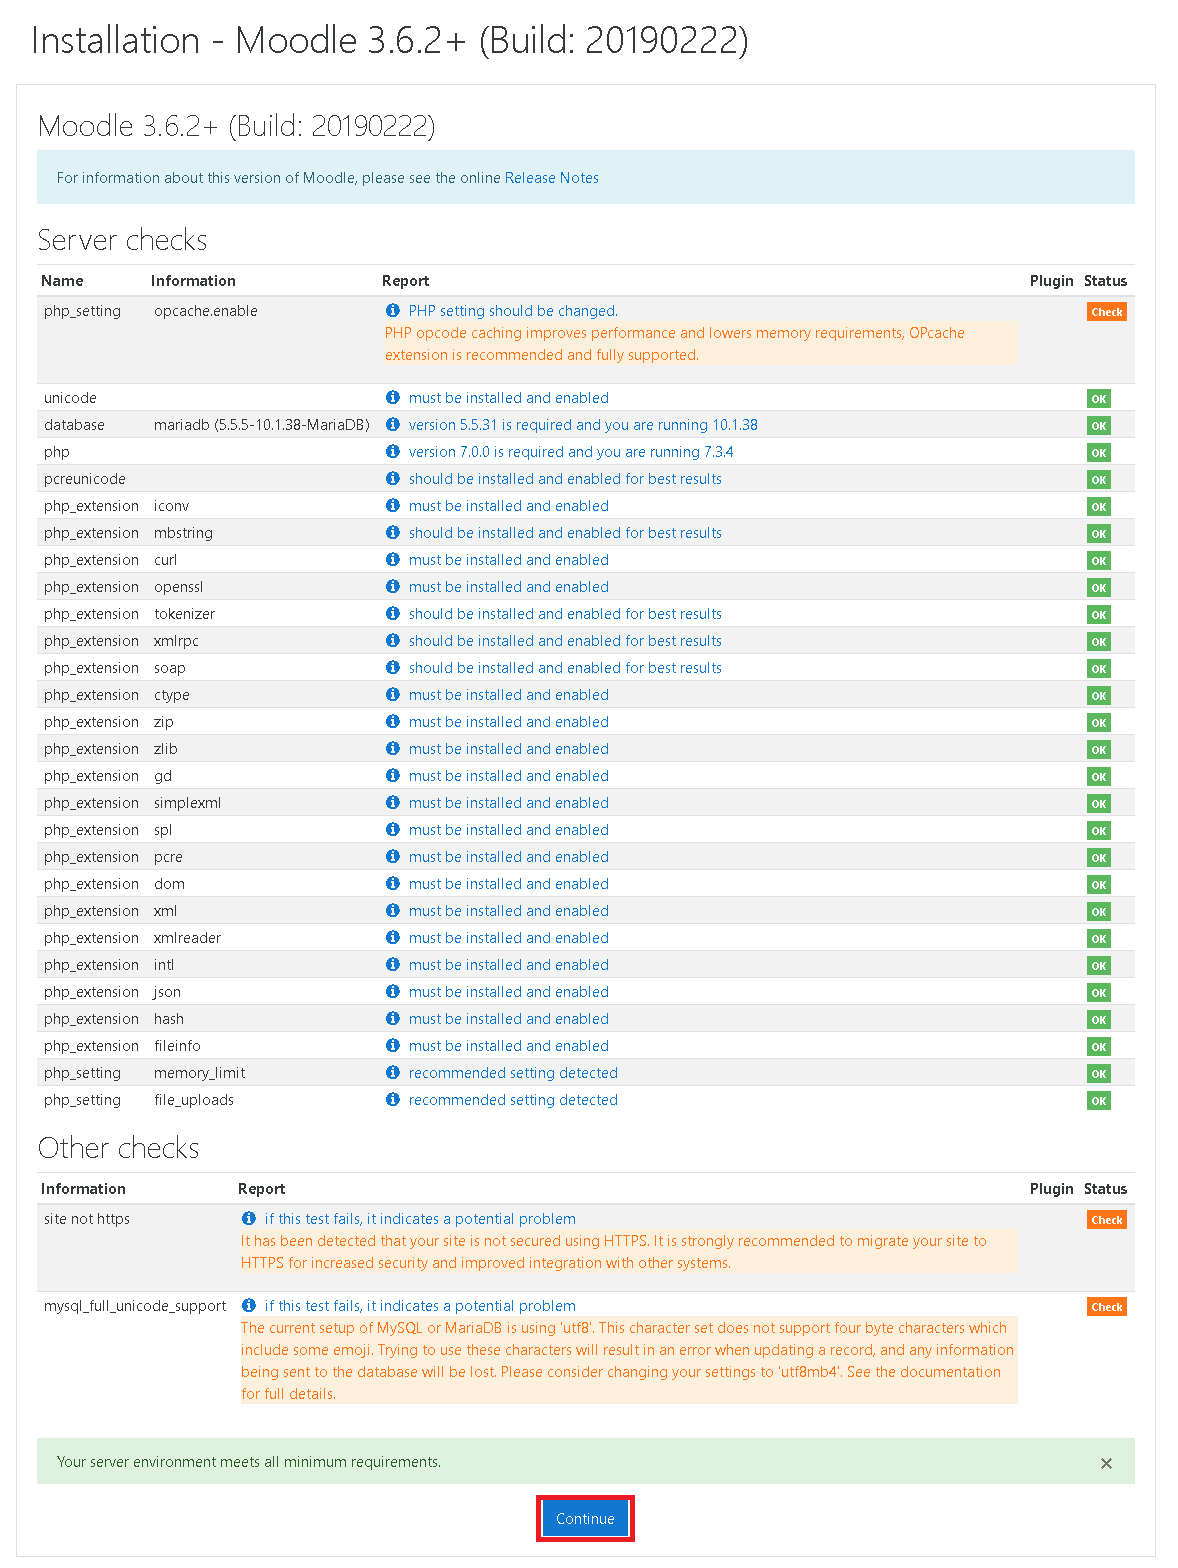 Installation - Moodle 3.6.2+ (Build: 20190222)
Moodle 3.6.2+ (Build: 20190222)
For information about this version of Moodle, please see the online Release Notes
Server checks
Name Information Report Plugin Status
php_setting opcache.enable PHP setting should be changed. Check
PHP opcode caching improves performance and lowers memory requirements, OPcache
extension is recommended and fully supported.
unicode must be installed and enabled OK
database mariadb (5.5.5-10.1.38-MariaDB) version 5.5.31 is required and you are running 10.1.38 OK
php version 7.0.0 is required and you are running 7.3.4 OK
pcreunicode should be installed and enabled for best results OK
php_extension iconv must be installed and enabled OK
php_extension mbstring should be installed and enabled for best results OK
php_extension curl must be installed and enabled OK
php_extension openssl must be installed and enabled OK
php_extension tokenizer should be installed and enabled for best results OK
php_extension xmlrpc should be installed and enabled for best results OK
php_extension soap should be installed and enabled for best results OK
php_extension ctype must be installed and enabled OK
php_extension zip must be installed and enabled OK
php_extension zlib must be installed and enabled OK
php_extension gd must be installed and enabled OK
php_extension simplexml must be installed and enabled OK
php_extension spl must be installed and enabled OK
php_extension pcre must be installed and enabled OK
php_extension dom must be installed and enabled OK
php_extension xml must be installed and enabled OK
php_extension xmlreader must be installed and enabled OK
php_extension intl must be installed and enabled OK
php_extension json must be installed and enabled OK
php_extension hash must be installed and enabled OK
php_extension fileinfo must be installed and enabled OK
php_setting memory_limit recommended setting detected OK
php_setting file_uploads recommended setting detected OK
Other checks
Information Report Plugin Status
site not https if this test fails, it indicates a potential problem Check
It has been detected that your site is not secured using HTTPS. It is strongly recommended to migrate your site to
HTTPS for increased security and improved integration with other systems.
mysql_full_unicode_support if this test fails, it indicates a potential problem Check
The current setup of MySQL or MariaDB is using 'utf8'. This character set does not support four byte characters which
include some emoji. Trying to use these characters will result in an error when updating a record, and any information
being sent to the database will be lost. Please consider changing your settings to 'utf8mb4'. See the documentation
for full details.
Your server environment meets all minimum requirements. ×
Continue